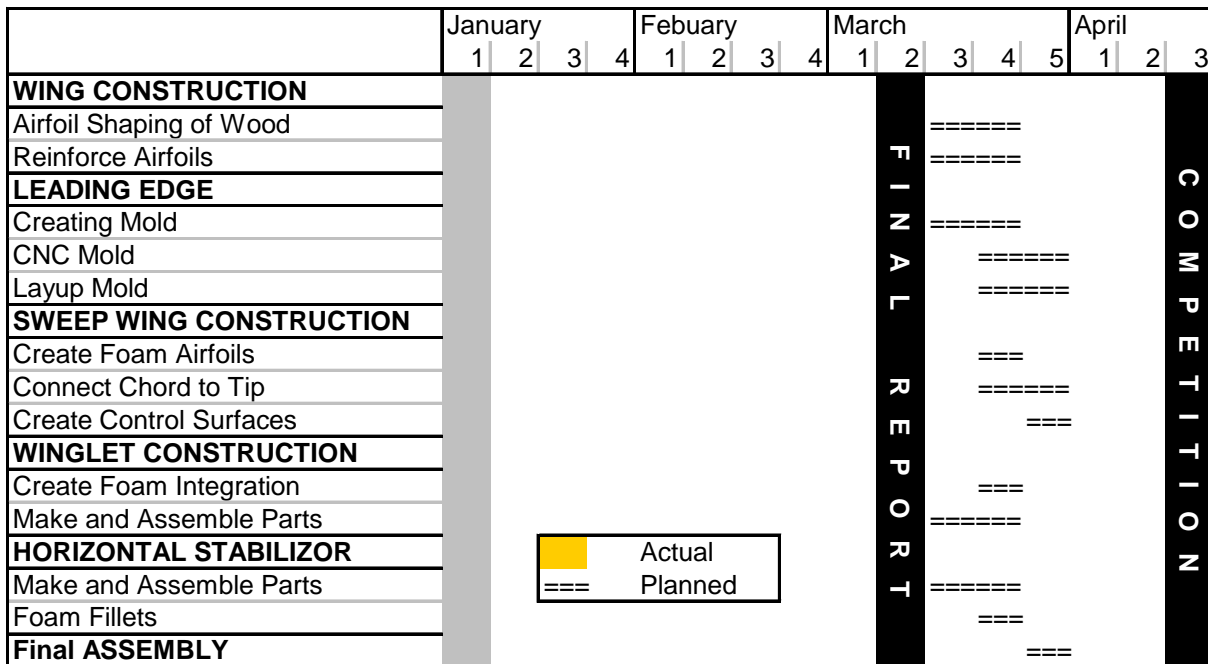 January Febuary March April
1 2 3 4 1 2 3 4 1 2 3 4 5 1 2 3
WING CONSTRUCTION
Airfoil Shaping of Wood ======
Reinforce Airfoils ======
LEADING EDGE
Creating Mold ======
CNC Mold ======
Layup Mold ======
SWEEP WING CONSTRUCTION
Create Foam Airfoils ===
Connect Chord to Tip ======
Create Control Surfaces ===
WINGLET CONSTRUCTION
Create Foam Integration ===
Make and Assemble Parts ======
HORIZONTAL STABILIZOR
Make and Assemble Parts ======
Foam Fillets ===
Final ASSEMBLY ===
Actual
=== Planned
FINAL REPORT
COMPETITION